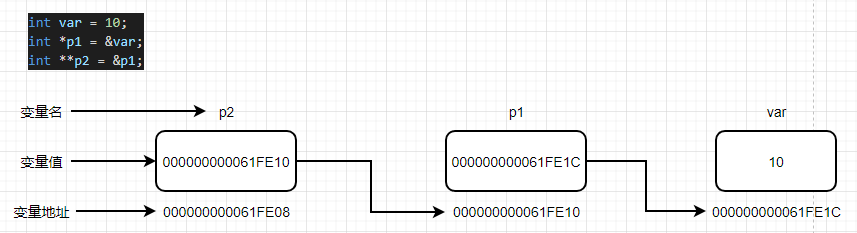 int var = 10;
int *p1 = &var;
int **p2 = &p1;
变量名 p2 p1 var
变量值 000000000061FE10 000000000061FE1C 10
变量地址 000000000061FE08 000000000061FE10 000000000061FE1C